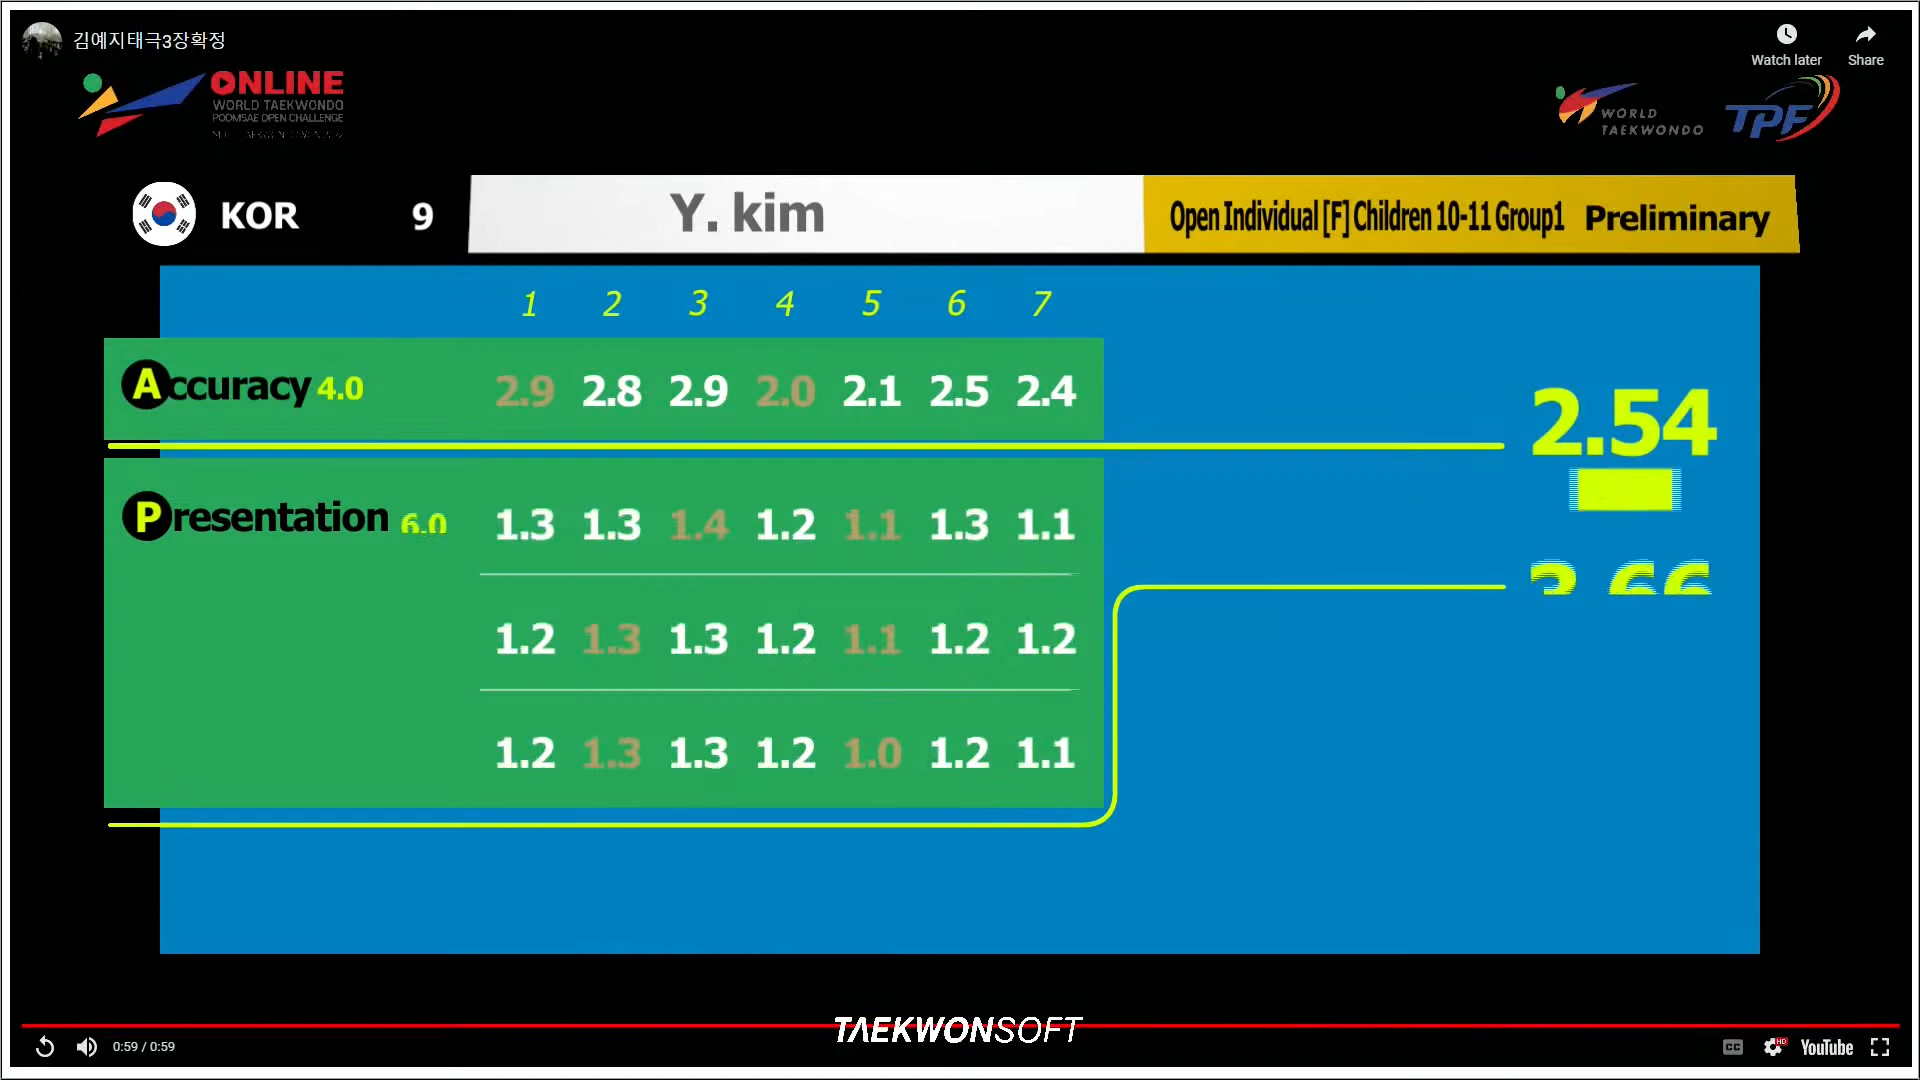 김예지태극3장확정
Watch later
Share
ONLINE
WORLD TAEKWONDO
POOMSAE OPEN CHALLENGE
WORLD
TAEKWONDO
TPF
KOR 9 Y. kim Open Individual [F] Children 10-11 Group1 Preliminary
1 2 3 4 5 6 7
Accuracy 4.0 2.9 2.8 2.9 2.0 2.1 2.5 2.4 2.54
Presentation 6.0 1.3 1.3 1.4 1.2 1.1 1.3 1.1
3.66
1.2 1.3 1.3 1.2 1.1 1.2 1.2
1.2 1.3 1.3 1.2 1.0 1.2 1.1
TAEKWONSOFT
0:59 / 0:59
CC
HD
YouTube